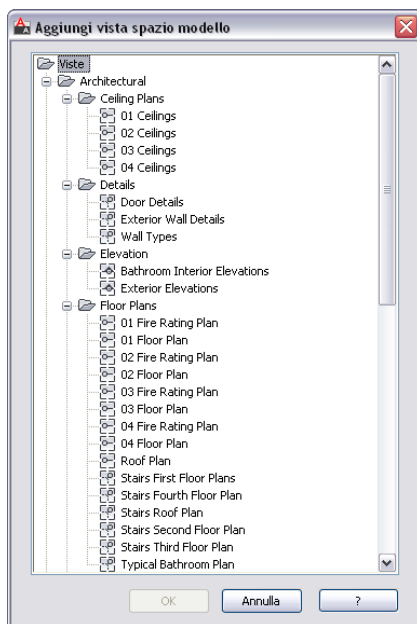 Aggiungi vista spazio modello
Viste
Architectural
Ceiling Plans
01 Ceilings
02 Ceilings
03 Ceilings
04 Ceilings
Details
Door Details
Exterior Wall Details
Wall Types
Elevation
Bathroom Interior Elevations
Exterior Elevations
Floor Plans
01 Fire Rating Plan
01 Floor Plan
02 Fire Rating Plan
02 Floor Plan
03 Fire Rating Plan
03 Floor Plan
04 Fire Rating Plan
04 Floor Plan
Roof Plan
Stairs First Floor Plans
Stairs Fourth Floor Plan
Stairs Roof Plan
Stairs Second Floor Plan
Stairs Third Floor Plan
Typical Bathroom Plan
OK Annulla ?